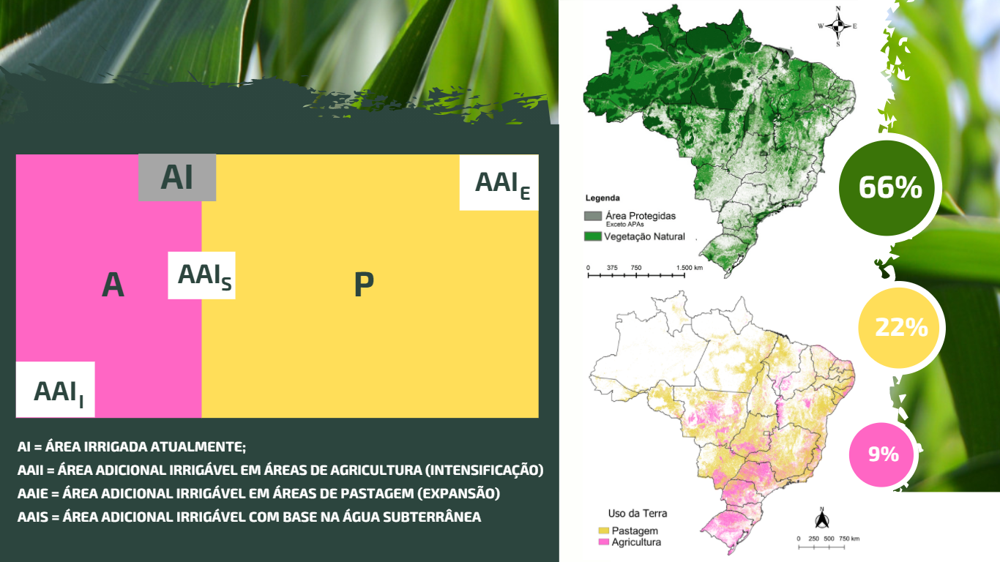 AI
AAIE
AAIS
A
P
AAII
AI = ÁREA IRRIGADA ATUALMENTE;
AAII = ÁREA ADICIONAL IRRIGÁVEL EM ÁREAS DE AGRICULTURA (INTENSIFICAÇÃO)
AAIE = ÁREA ADICIONAL IRRIGÁVEL EM ÁREAS DE PASTAGEM (EXPANSÃO)
AAIS = ÁREA ADICIONAL IRRIGÁVEL COM BASE NA ÁGUA SUBTERRÂNEA
N
W E
S
Legenda
Área Protegidas
Exceto APAs
Vegetação Natural
0 375 750 1.500 km
66%
22%
9%
Uso da Terra
Pastagem
Agricultura
N
0 250 500 750 km